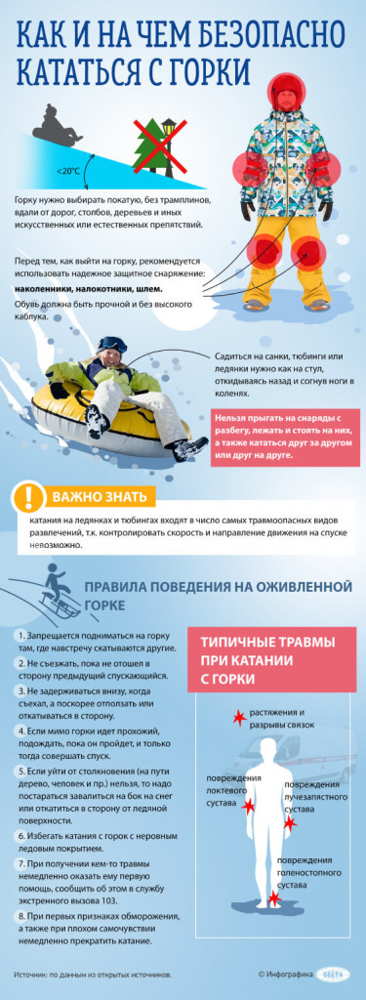 КАК И НА ЧЕМ БЕЗОПАСНО
КАТАТЬСЯ С ГОРКИ
<20°C
Горку нужно выбирать покатую, без трамплинов,
вдали от дорог, столбов, деревьев и иных
искусственных или естественных препятствий.
Перед тем, как выйти на горку, рекомендуется
использовать надежное защитное снаряжение:
наколенники, налокотники, шлем.
Обувь должна быть прочной и без высокого
каблука.
Садиться на санки, тюбинги или
ледянки нужно как на стул,
откидываясь назад и согнув ноги в
коленях.
Нельзя прыгать на снаряды с
разбегу, лежать и стоять на них,
а также кататься друг за другом
или друг на друге.
! ВАЖНО ЗНАТЬ
катания на ледянках и тюбингах входят в число самых травмоопасных видов
развлечений, т.к. контролировать скорость и направление движения на спуске
невозможно.
ПРАВИЛА ПОВЕДЕНИЯ НА ОЖИВЛЕННОЙ
ГОРКЕ
1. Запрещается подниматься на горку
там, где навстречу скатываются другие.
2. Не съезжать, пока не отошел в
сторону предыдущий спускающийся.
3. Не задерживаться внизу, когда
съехал, а поскорее отползать или
откатываться в сторону.
4. Если мимо горки идет прохожий,
подождать, пока он пройдет, и только
тогда совершать спуск.
5. Если уйти от столкновения (на пути
дерево, человек и пр.) нельзя, то надо
постараться завалиться на бок на снег
или откатиться в сторону от ледяной
поверхности.
6. Избегать катания с горок с неровным
ледовым покрытием.
7. При получении кем-то травмы
немедленно оказать ему первую
помощь, сообщить об этом в службу
экстренного вызова 103.
8. При первых признаках обморожения,
а также при плохом самочувствии
немедленно прекратить катание.
ТИПИЧНЫЕ ТРАВМЫ
ПРИ КАТАНИИ
С ГОРКИ
растяжения и
разрывы связок
повреждения
локтевого
сустава
повреждения
лучезапястного
сустава
повреждения
голеностопного
сустава
Источник: по данным из открытых источников.
© Инфографика БЕЛТА